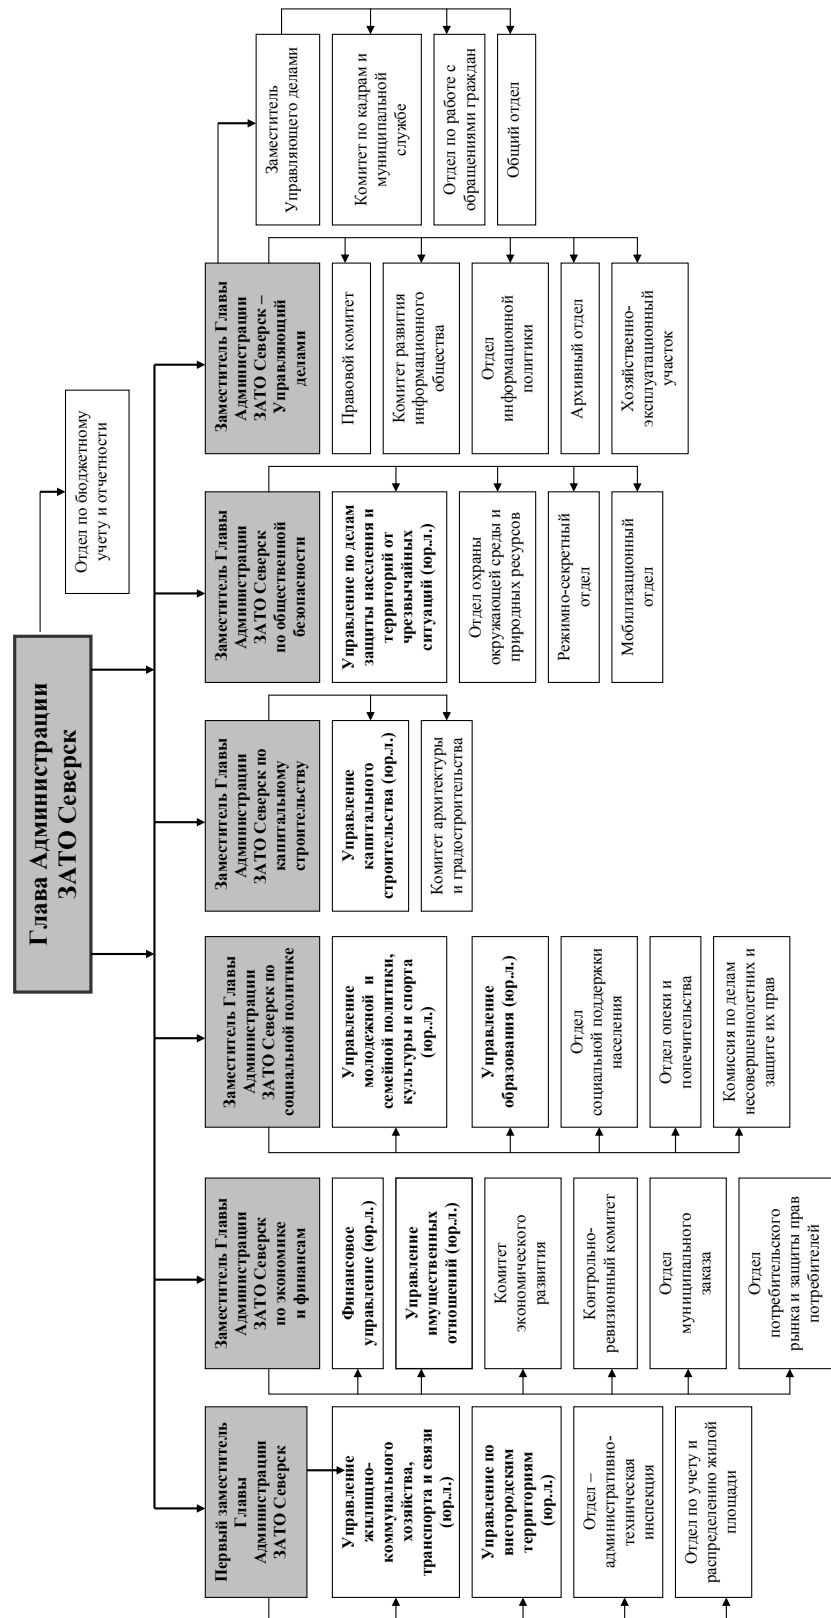 Глава Администрации
ЗАТО Северск
Отдел по бюджетному
учету и отчетности
Первый заместитель
Главы
Администрации
ЗАТО Северск
Управление
жилищно-
коммунального
хозяйства,
транспорта и связи
(юр.л.)
Управление по
внегородским
территориям
(юр.л.)
Отдел –
административно-
техническая
инспекция
Отдел по учету и
распределению жилой
площади
Заместитель Главы
Администрации
ЗАТО Северск
по экономике
и финансам
Финансовое
управление (юр.л.)
Управление
имущественных
отношений (юр.л.)
Комитет
экономического
развития
Контрольно-
ревизионный комитет
Отдел
муниципального
заказа
Отдел
потребительского
рынка и защиты прав
потребителей
Заместитель Главы
Администрации
ЗАТО Северск по
социальной политике
Управление
молодежной и
семейной политики,
культуры и спорта
(юр.л.)
Управление
образования (юр.л.)
Отдел
социальной поддержки
населения
Отдел опеки и
попечительства
Комиссия по делам
несовершеннолетних и
защите их прав
Заместитель Главы
Администрации
ЗАТО Северск по
капитальному
строительству
Управление
капитального
строительства (юр.л.)
Комитет архитектуры
и градостроительства
Заместитель Главы
Администрации
ЗАТО Северск
по общественной
безопасности
Управление по делам
защиты населения и
территорий от
чрезвычайных
ситуаций (юр.л.)
Отдел охраны
окружающей среды и
природных ресурсов
Режимно-секретный
отдел
Мобилизационный
отдел
Заместитель Главы
Администрации
ЗАТО Северск –
Управляющий
делами
Правовой комитет
Комитет развития
информационного
общества
Отдел
информационной
политики
Архивный отдел
Хозяйственно-
эксплуатационный
участок
Заместитель
Управляющего делами
Комитет по кадрам и
муниципальной
службе
Отдел по работе с
обращениями граждан
Общий отдел